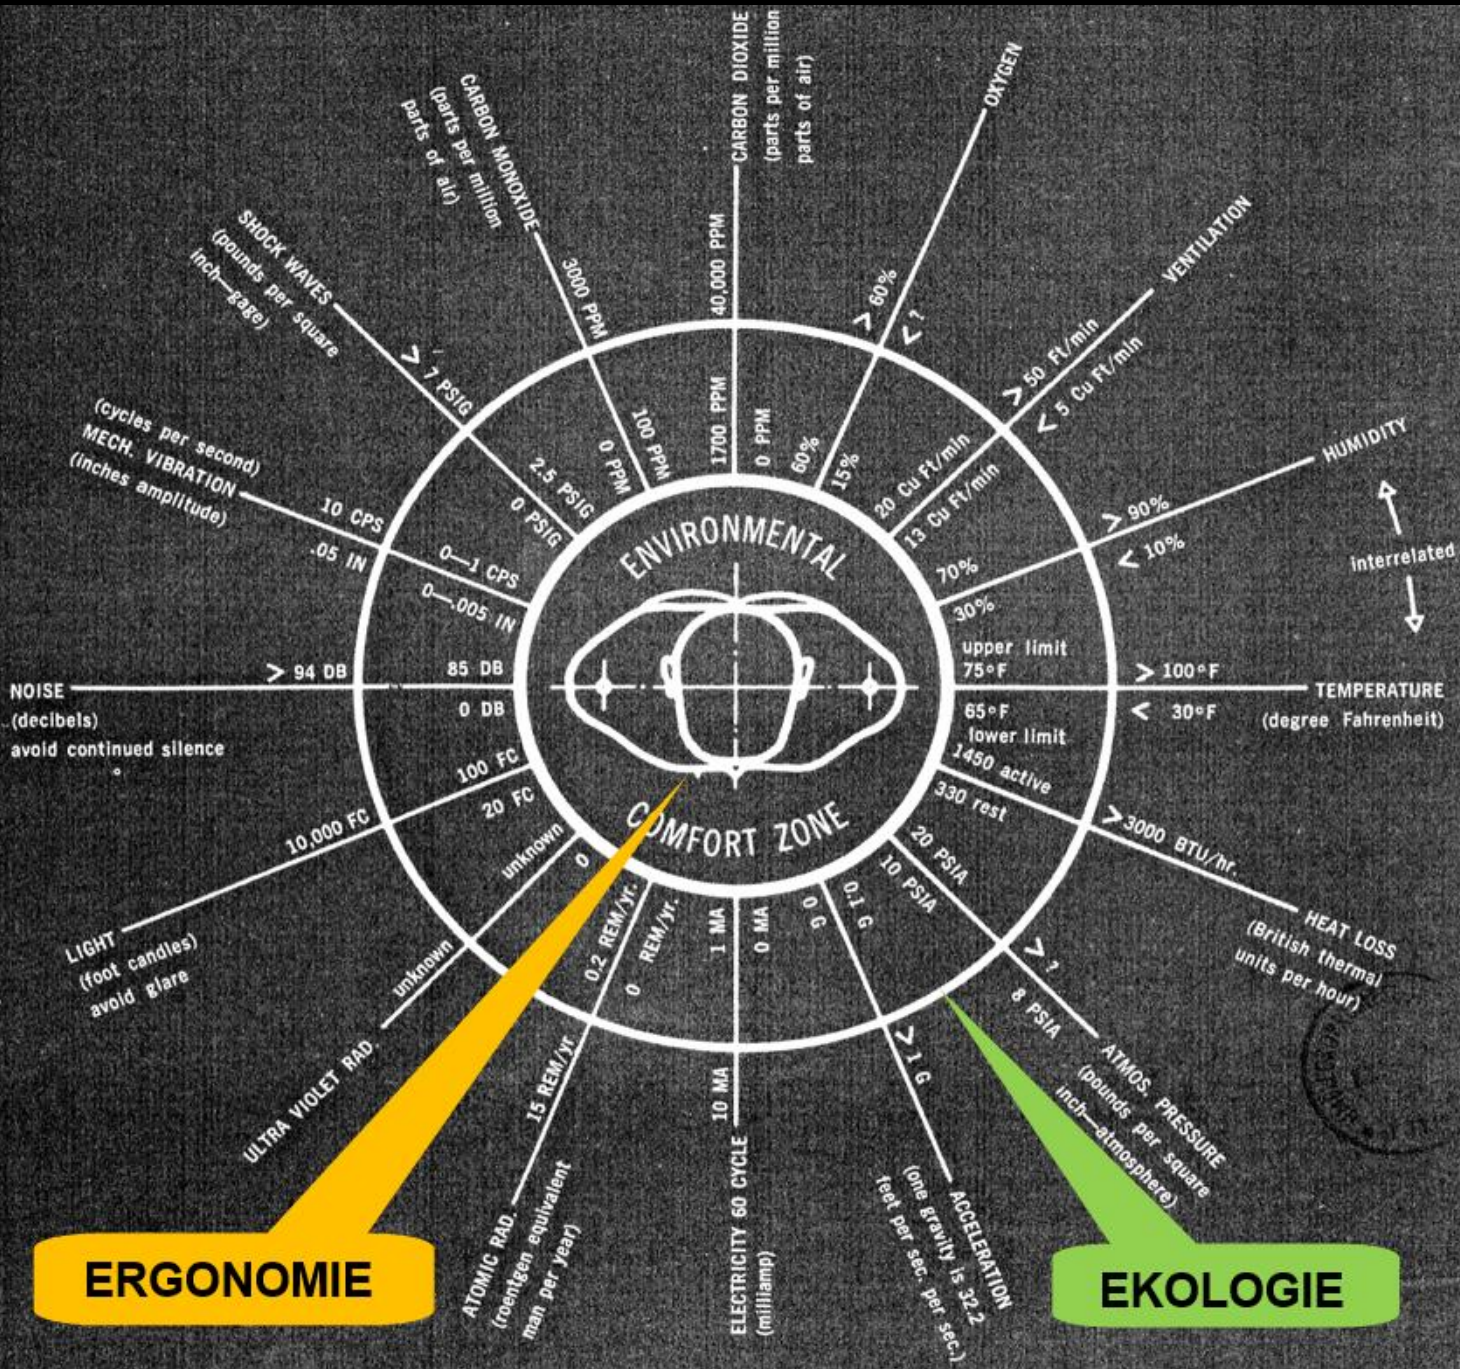 CARBON DIOXIDE
(parts per million
parts of air)
40,000 PPM
1700 PPM
0 PPM
OXYGEN
> 60%
< ?
60%
15%
VENTILATION
> 50 Ft/min
< 5 Cu Ft/min
20 Cu Ft/min
13 Cu Ft/min
HUMIDITY
> 90%
< 10%
70%
30%
interrelated
upper limit
75°F
65°F
lower limit
> 100°F
< 30°F
TEMPERATURE
(degree Fahrenheit)
1450 active
330 rest
>3000 BTU/hr.
HEAT LOSS
(British thermal
units per hour)
20 PSIA
10 PSIA
> ?
8 PSIA
ATMOS. PRESSURE
(pounds per square
inch—atmosphere)
0.1 G
0 G
> 1 G
ACCELERATION
(one gravity is 32.2
feet per sec. per sec.)
1 MA
0 MA
10 MA
ELECTRICITY 60 CYCLE
(milliamp)
0.2 REM/yr.
0 REM/yr.
15 REM/yr.
ATOMIC RAD.
(roentgen equivalent
man per year)
unknown
0
unknown
ULTRA VIOLET RAD.
100 FC
20 FC
10,000 FC
LIGHT
(foot candles)
avoid glare
85 DB
0 DB
> 94 DB
NOISE
(decibels)
avoid continued silence
0—1 CPS
0—.005 IN
10 CPS
.05 IN
(cycles per second)
MECH. VIBRATION
(inches amplitude)
2.5 PSIG
0 PSIG
> 7 PSIG
SHOCK WAVES
(pounds per square
inch—gage)
100 PPM
0 PPM
3000 PPM
CARBON MONOXIDE
(parts per million
parts of air)
ENVIRONMENTAL
COMFORT ZONE
ERGONOMIE
EKOLOGIE